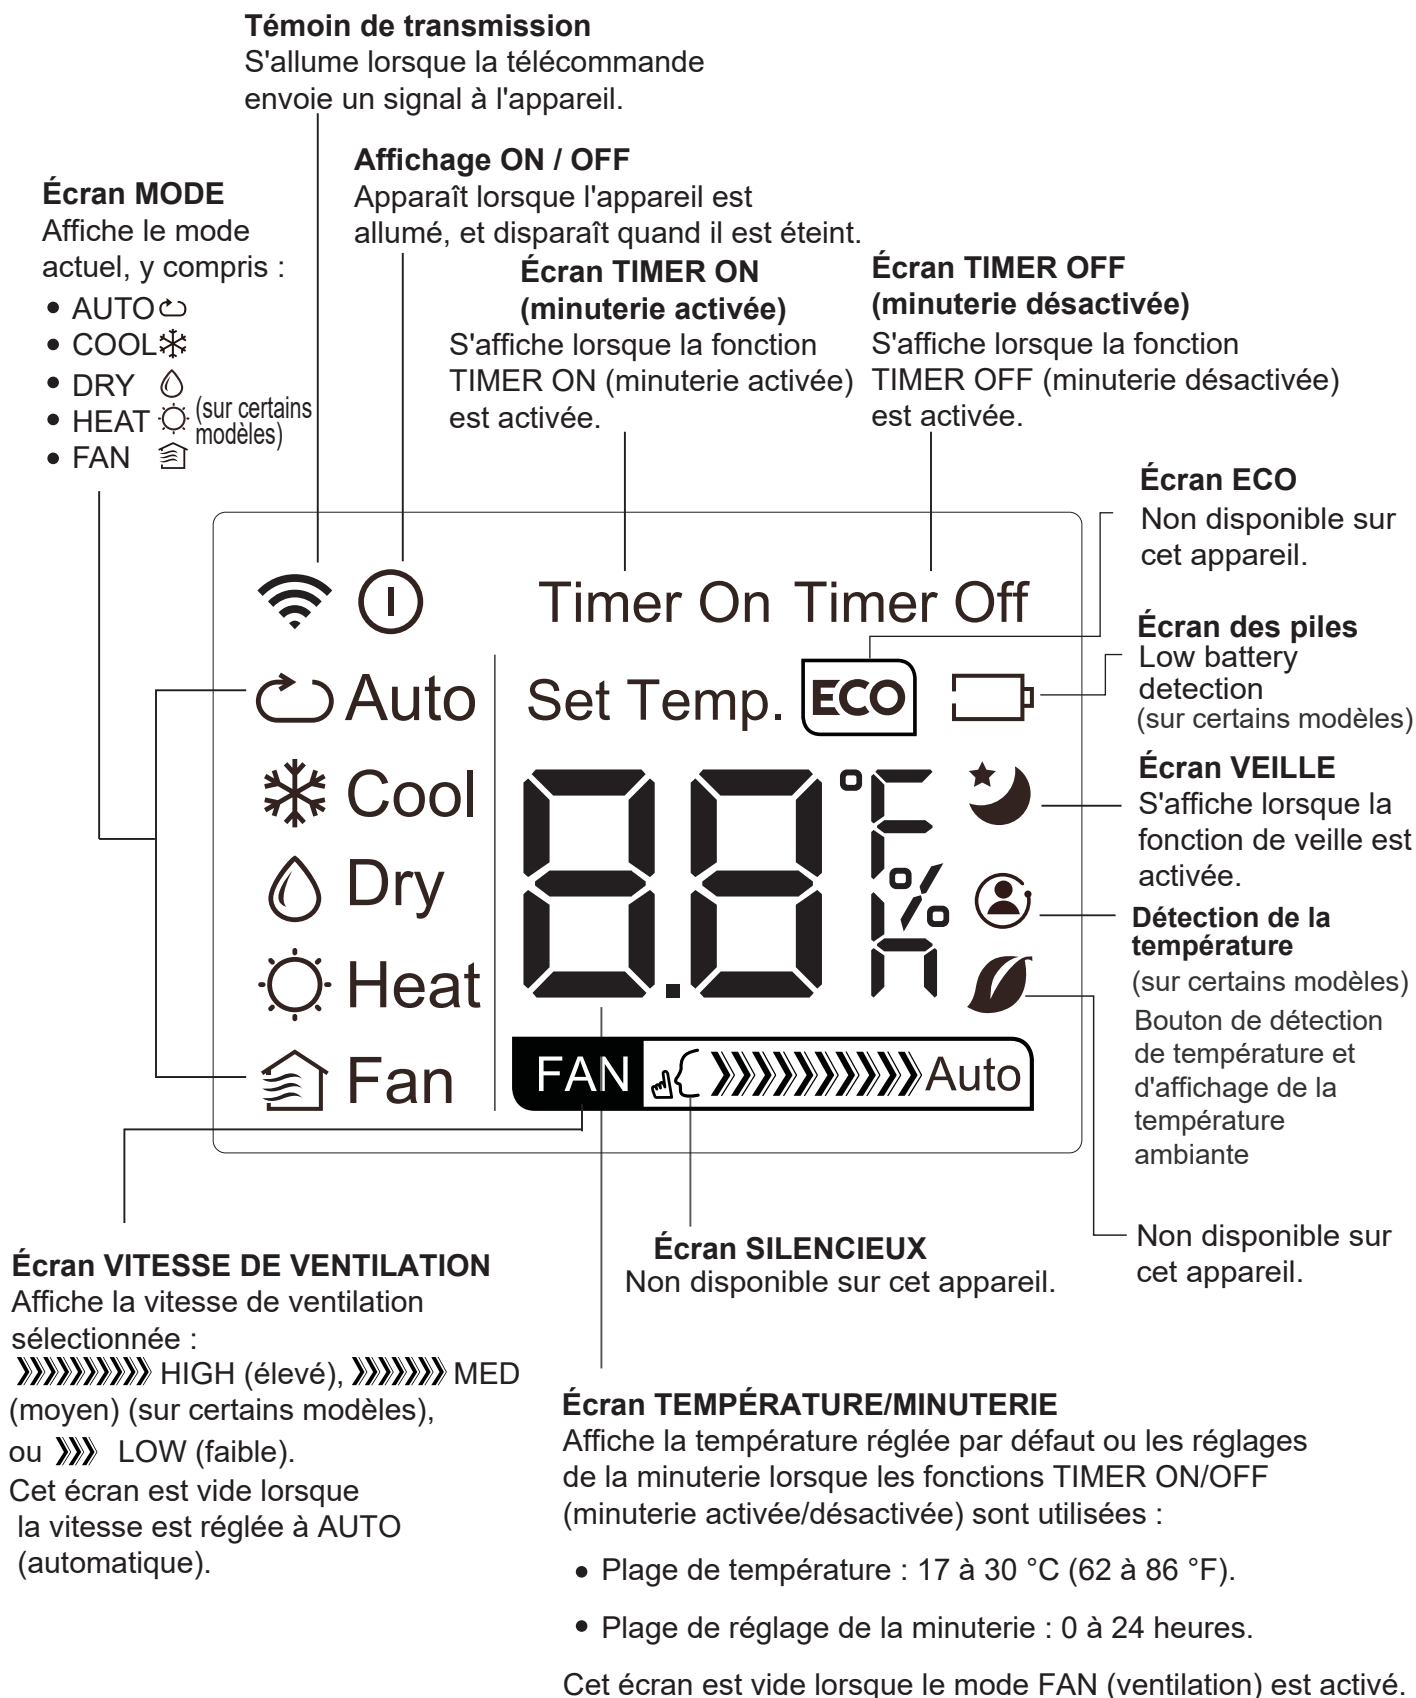 Témoin de transmission
S'allume lorsque la télécommande
envoie un signal à l'appareil.
Affichage ON / OFF
Apparaît lorsque l'appareil est
allumé, et disparaît quand il est éteint.
Écran MODE
Affiche le mode
actuel, y compris :
• AUTO
• COOL
• DRY
• HEAT (sur certains
modèles)
• FAN
Écran TIMER ON
(minuterie activée)
S'affiche lorsque la fonction
TIMER ON (minuterie activée)
est activée.
Écran TIMER OFF
(minuterie désactivée)
S'affiche lorsque la fonction
TIMER OFF (minuterie désactivée)
est activée.
Écran ECO
Non disponible sur
cet appareil.
Écran des piles
Low battery
detection
(sur certains modèles)
Écran VEILLE
S'affiche lorsque la
fonction de veille est
activée.
Détection de la
température
(sur certains modèles)
Bouton de détection
de température et
d'affichage de la
température
ambiante
Non disponible sur
cet appareil.
Timer On Timer Off
Auto
Set Temp. ECO
Cool
Dry
Heat
Fan
8.8 °F
%
h
FAN Auto
Écran VITESSE DE VENTILATION
Affiche la vitesse de ventilation
sélectionnée :
HIGH (élevé), MED
(moyen) (sur certains modèles),
ou LOW (faible).
Cet écran est vide lorsque
la vitesse est réglée à AUTO
(automatique).
Écran SILENCIEUX
Non disponible sur cet appareil.
Écran TEMPÉRATURE/MINUTERIE
Affiche la température réglée par défaut ou les réglages
de la minuterie lorsque les fonctions TIMER ON/OFF
(minuterie activée/désactivée) sont utilisées :
• Plage de température : 17 à 30 °C (62 à 86 °F).
• Plage de réglage de la minuterie : 0 à 24 heures.
Cet écran est vide lorsque le mode FAN (ventilation) est activé.